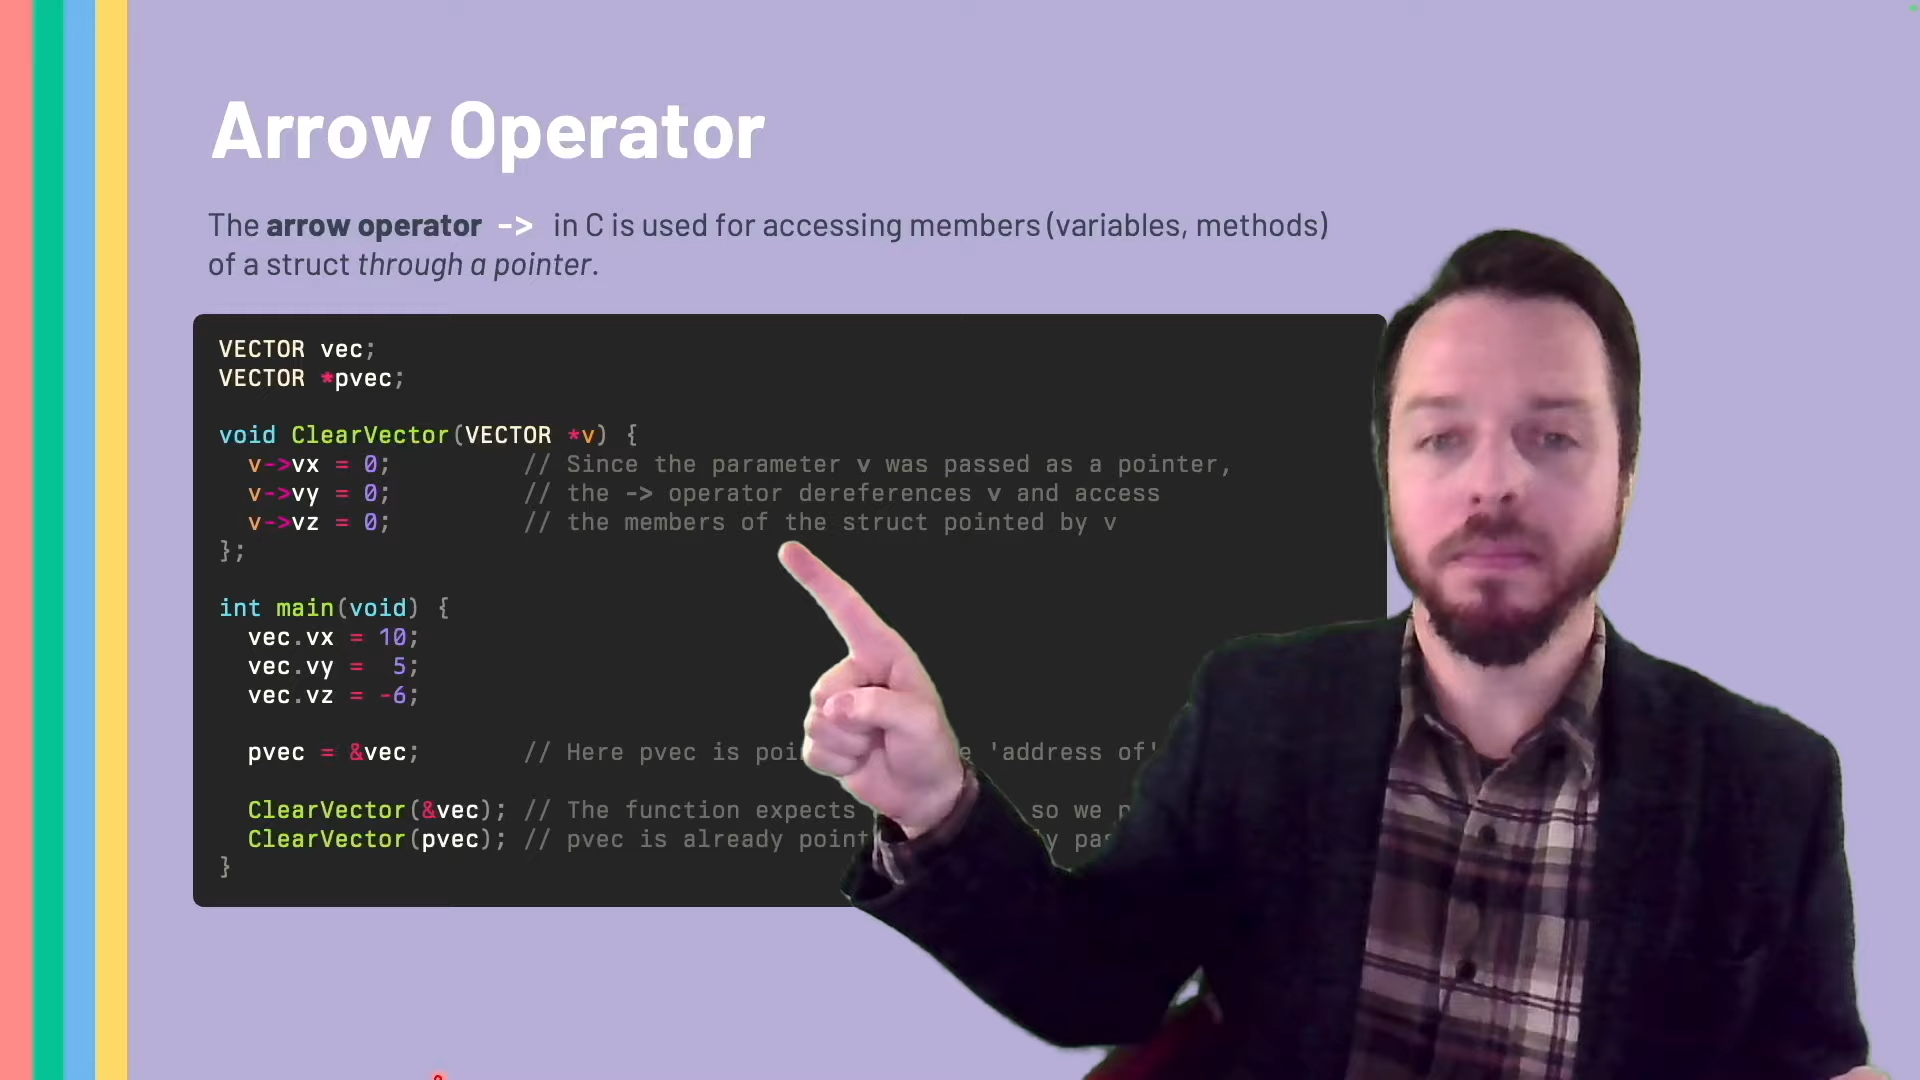 Arrow Operator
The arrow operator -> in C is used for accessing members (variables, methods)
of a struct through a pointer.
VECTOR vec;
VECTOR *pvec;
void ClearVector(VECTOR *v) {
v->vx = 0; // Since the parameter v was passed as a pointer,
v->vy = 0; // the -> operator dereferences v and access
v->vz = 0; // the members of the struct pointed by v
};
int main(void) {
vec.vx = 10;
vec.vy = 5;
vec.vz = -6;
pvec = &vec; // Here pvec is 'address of'
ClearVector(&vec); // The function expects so we
ClearVector(pvec); // pvec is already
}